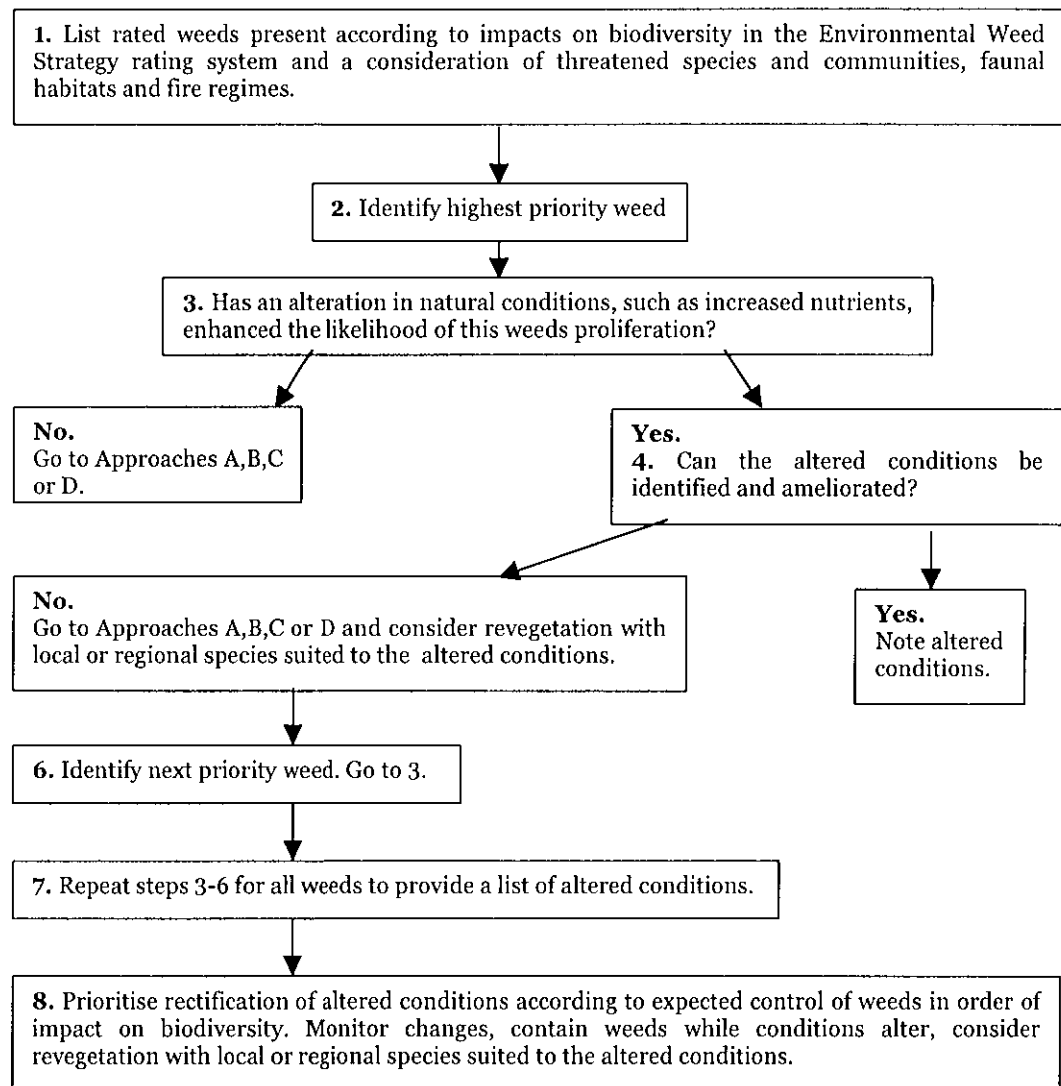 1. List rated weeds present according to impacts on biodiversity in the Environmental Weed
Strategy rating system and a consideration of threatened species and communities, faunal
habitats and fire regimes.
2. Identify highest priority weed
3. Has an alteration in natural conditions, such as increased nutrients,
enhanced the likelihood of this weeds proliferation?
No.
Go to Approaches A,B,C
or D.
Yes.
4. Can the altered conditions be
identified and ameliorated?
No.
Go to Approaches A,B,C or D and consider revegetation with
local or regional species suited to the altered conditions.
Yes.
Note altered
conditions.
6. Identify next priority weed. Go to 3.
7. Repeat steps 3-6 for all weeds to provide a list of altered conditions.
8. Prioritise rectification of altered conditions according to expected control of weeds in order of
impact on biodiversity. Monitor changes, contain weeds while conditions alter, consider
revegetation with local or regional species suited to the altered conditions.